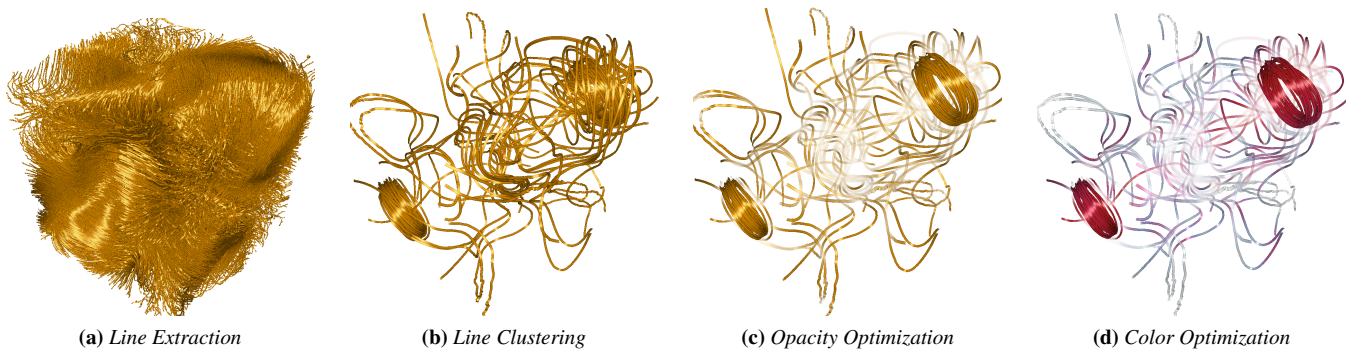 (a) Line Extraction
(b) Line Clustering
(c) Opacity Optimization
(d) Color Optimization